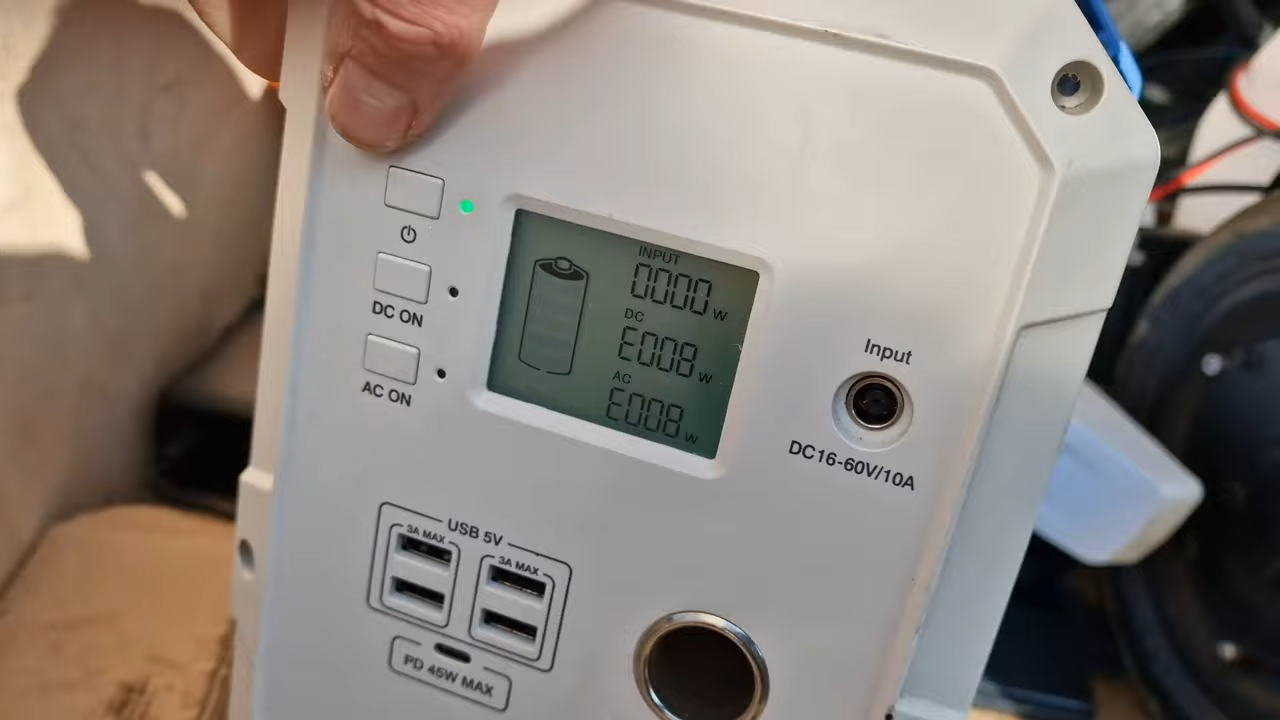 INPUT
0000 W
DC
E008 W
AC
E008 W
DC ON
AC ON
Input
DC16-60V/10A
USB 5V
3A MAX
3A MAX
PD 45W MAX